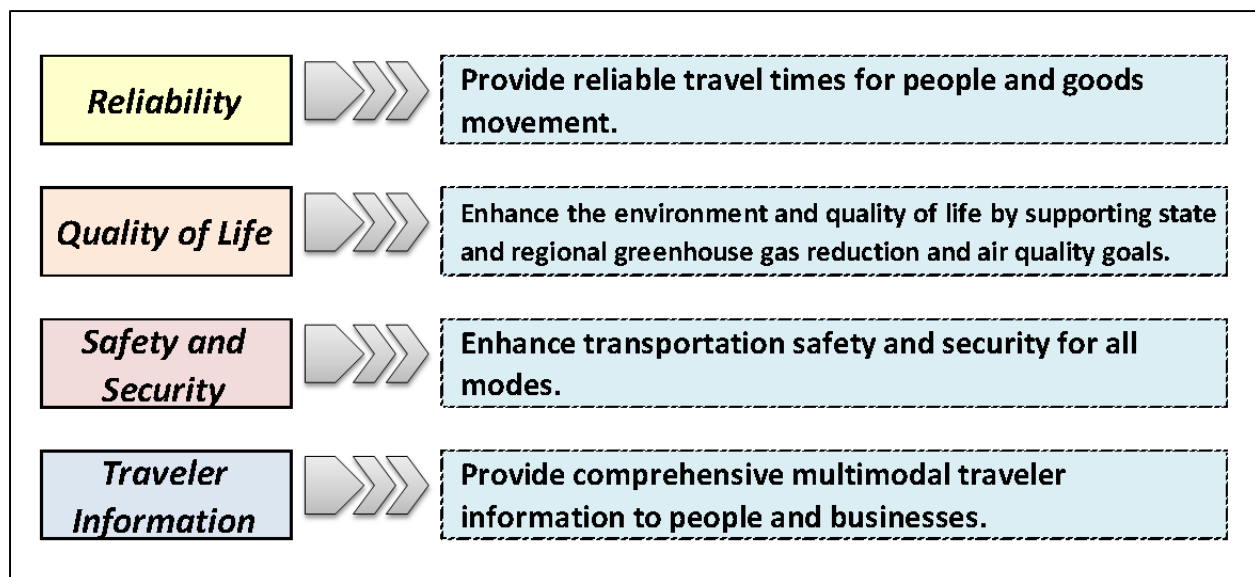 Reliability
Provide reliable travel times for people and goods
movement.
Quality of Life
Enhance the environment and quality of life by supporting state
and regional greenhouse gas reduction and air quality goals.
Safety and
Security
Enhance transportation safety and security for all
modes.
Traveler
Information
Provide comprehensive multimodal traveler
information to people and businesses.